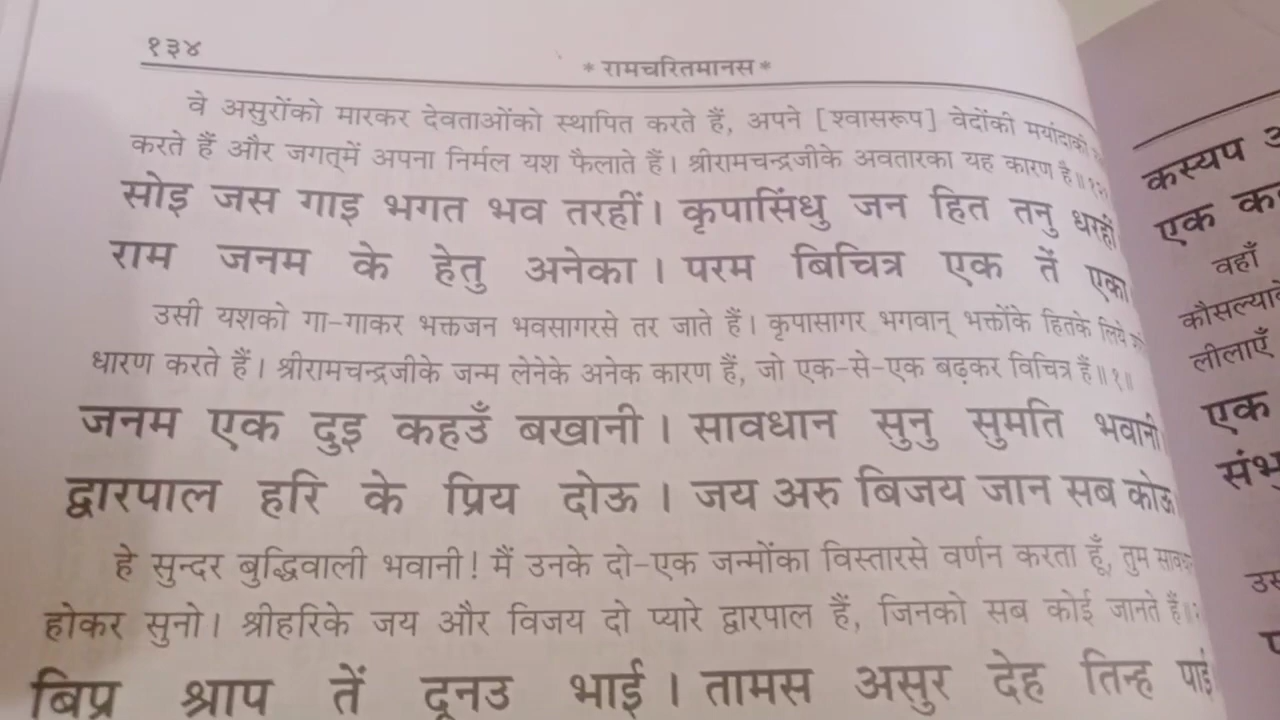 १३४
* रामचरितमानस *
वे असुरोंको मारकर देवताओंको स्थापित करते हैं, अपने [श्वासरूप] वेदोंकी मर्यादाकी
करते हैं और जगत्‌में अपना निर्मल यश फैलाते हैं। श्रीरामचन्द्रजीके अवतारका यह कारण है॥
सोइ जस गाइ भगत भव तरहीं। कृपासिंधु जन हित तनु धरहीं
राम जनम के हेतु अनेका। परम बिचित्र एक तें एका
उसी यशको गा-गाकर भक्तजन भवसागरसे तर जाते हैं। कृपासागर भगवान् भक्तोंके हितके लिये
धारण करते हैं। श्रीरामचन्द्रजीके जन्म लेनेके अनेक कारण हैं, जो एक-से-एक बढ़कर विचित्र हैं॥१॥
जनम एक दुइ कहउँ बखानी। सावधान सुनु सुमति भवानी
द्वारपाल हरि के प्रिय दोऊ। जय अरु बिजय जान सब कोऊ
हे सुन्दर बुद्धिवाली भवानी! मैं उनके दो-एक जन्मोंका विस्तारसे वर्णन करता हूँ, तुम
होकर सुनो। श्रीहरिके जय और विजय दो प्यारे द्वारपाल हैं, जिनको सब कोई जानते हैं॥
बिप्र श्राप तें दूनउ भाई। तामस असुर देह तिन्ह पाई
कस्यप
एक
वहाँ
लीलाएँ
एक